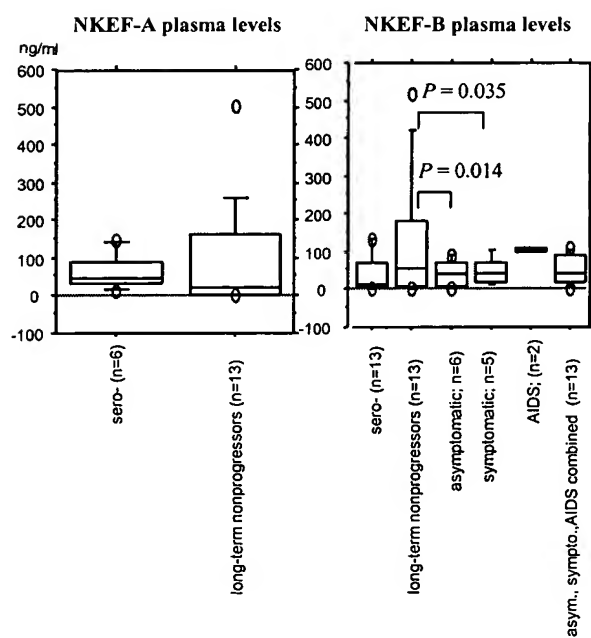 NKEF-A plasma levels
NKEF-B plasma levels
ng/ml
600
500
400
300
200
100
0
-100
600
500
400
300
200
100
0
-100
P = 0.035
P = 0.014
sero- (n=6)
long-term nonprogressors (n=13)
sero- (n=13)
long-term nonprogressors (n=13)
asymptomatic; n=6)
symptomatic; n=5)
AIDS; (n=2)
asym., sympto.,AIDS combined (n=13)